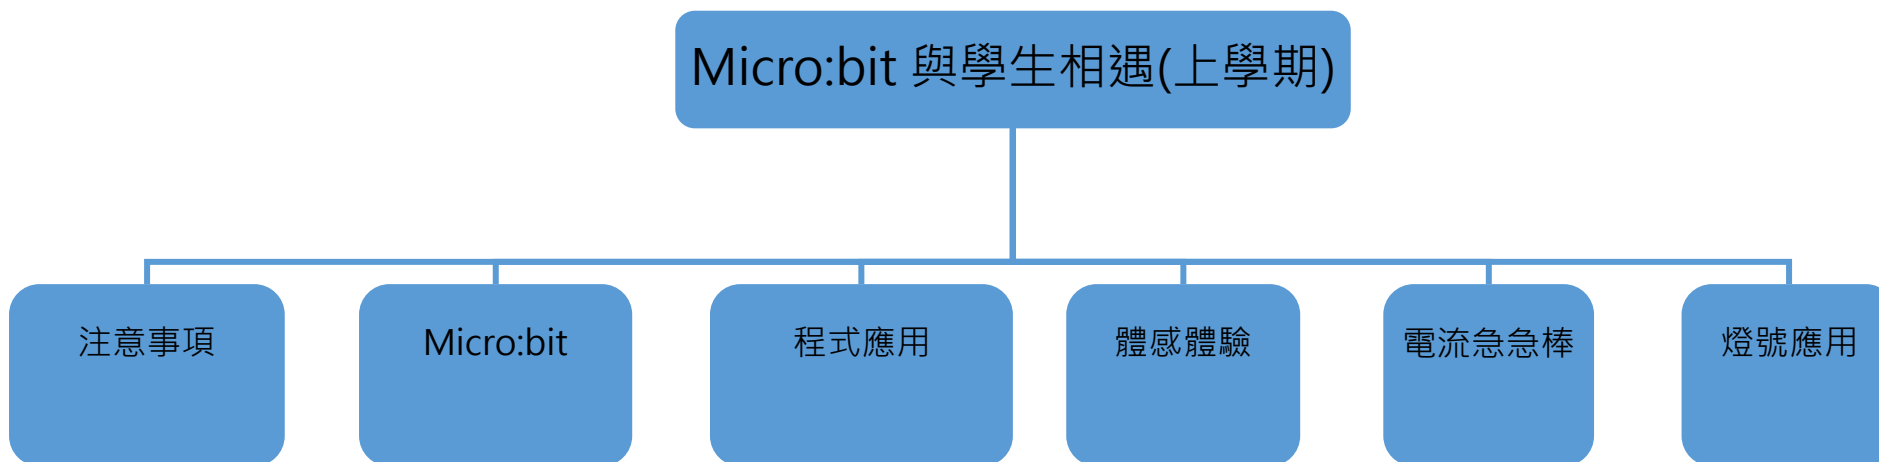 Micro:bit 與學生相遇(上學期)
注意事項
Micro:bit
程式應用
體感體驗
電流急急棒
燈號應用